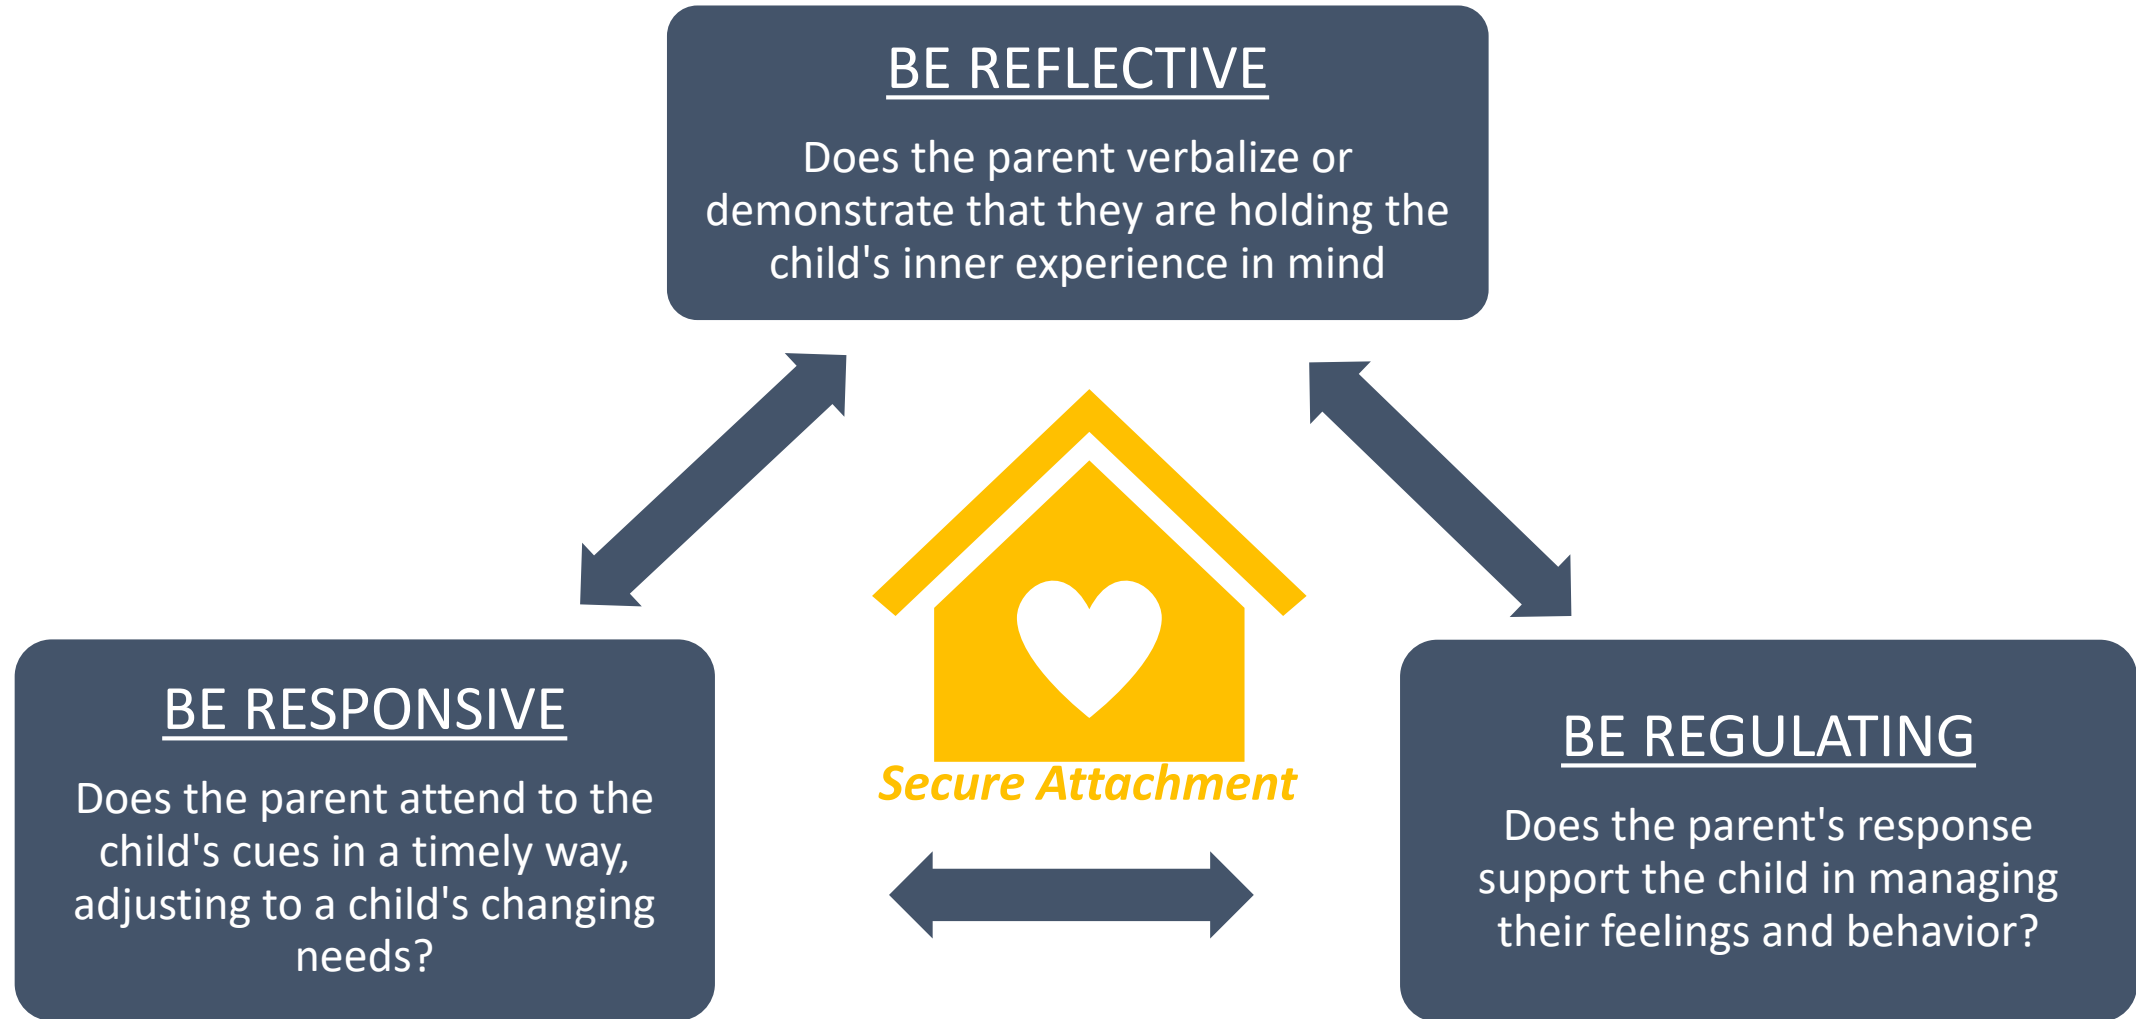 BE REFLECTIVE
Does the parent verbalize or
demonstrate that they are holding the
child's inner experience in mind
Secure Attachment
BE RESPONSIVE
Does the parent attend to the
child's cues in a timely way,
adjusting to a child's changing
needs?
BE REGULATING
Does the parent's response
support the child in managing
their feelings and behavior?